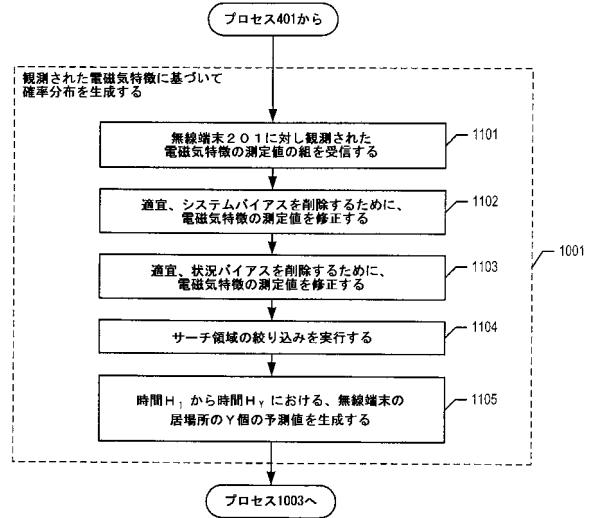 プロセス401から
観測された電磁気特徴に基づいて
確率分布を生成する
無線端末201に対し観測された
電磁気特徴の測定値の組を受信する
1101
適宜、システムバイアスを削除するために、
電磁気特徴の測定値を修正する
1102
適宜、状況バイアスを削除するために、
電磁気特徴の測定値を修正する
1103
1001
サーチ領域の絞り込みを実行する
1104
時間H₁から時間H_Yにおける、無線端末の
居場所のY個の予測値を生成する
1105
プロセス1003へ